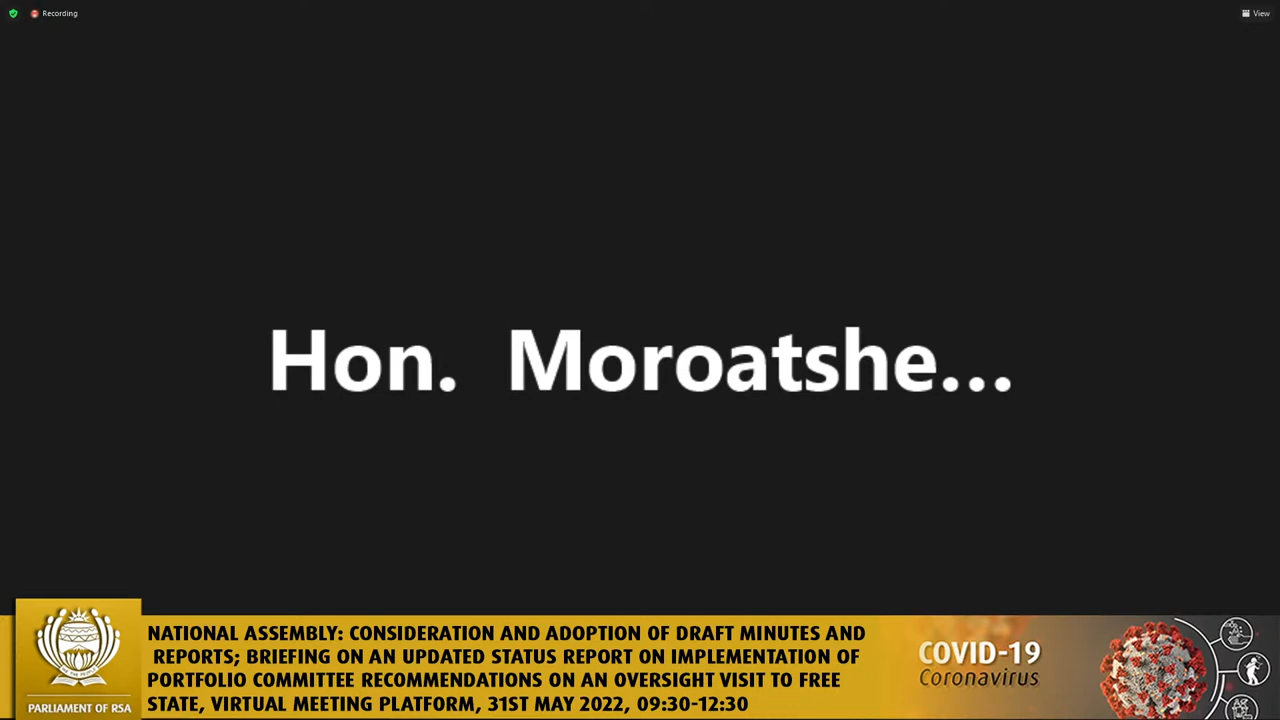 Recording
View
Hon. Moroatshe...
NATIONAL ASSEMBLY: CONSIDERATION AND ADOPTION OF DRAFT MINUTES AND
REPORTS; BRIEFING ON AN UPDATED STATUS REPORT ON IMPLEMENTATION OF
PORTFOLIO COMMITTEE RECOMMENDATIONS ON AN OVERSIGHT VISIT TO FREE
STATE, VIRTUAL MEETING PLATFORM, 31ST MAY 2022, 09:30-12:30
PARLIAMENT OF RSA
COVID-19
Coronavirus